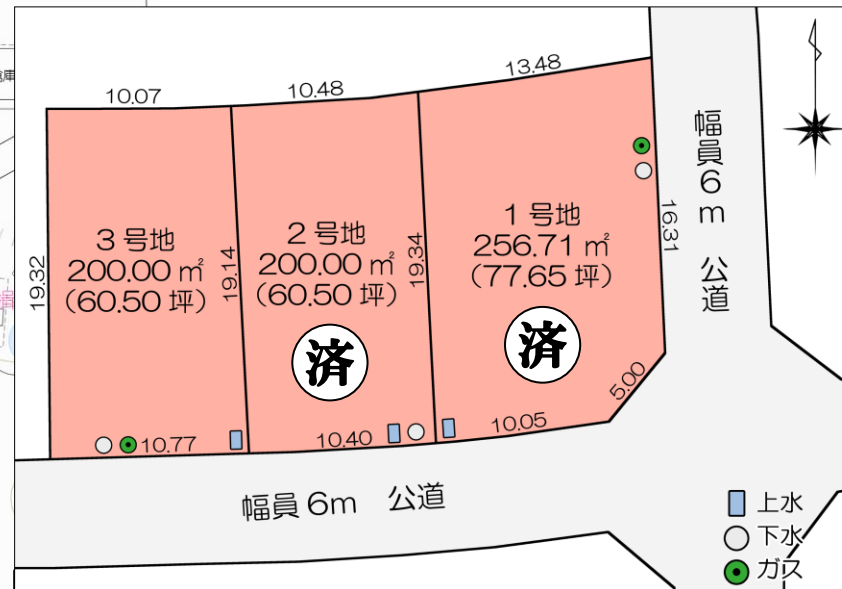 13.48
10.48
10.07
幅員6m 公道
1号地
256.71㎡
(77.65坪)
2号地
200.00㎡
(60.50坪)
3号地
200.00㎡
(60.50坪)
19.32
19.14
19.34
16.31
済
済
5.00
10.77
10.40
10.05
幅員6m 公道
上水
下水
ガス